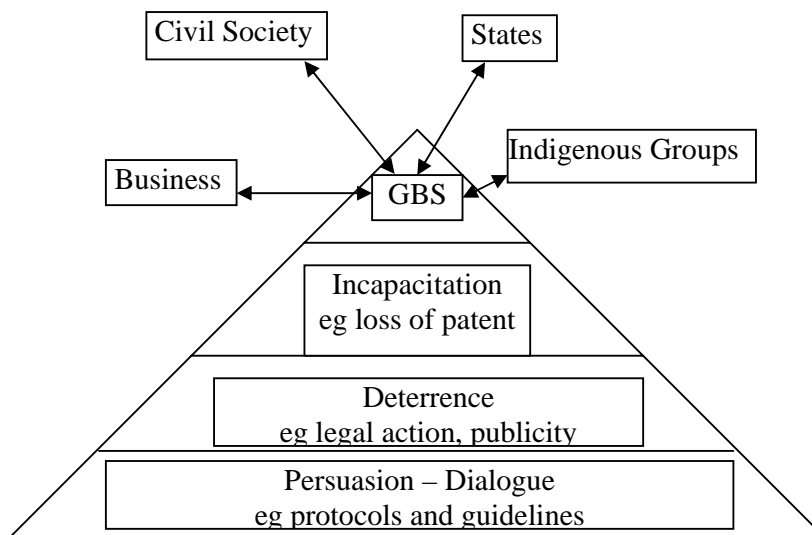 Civil Society
States
Indigenous Groups
Business
GBS
Incapacitation
eg loss of patent
Deterrence
eg legal action, publicity
Persuasion – Dialogue
eg protocols and guidelines